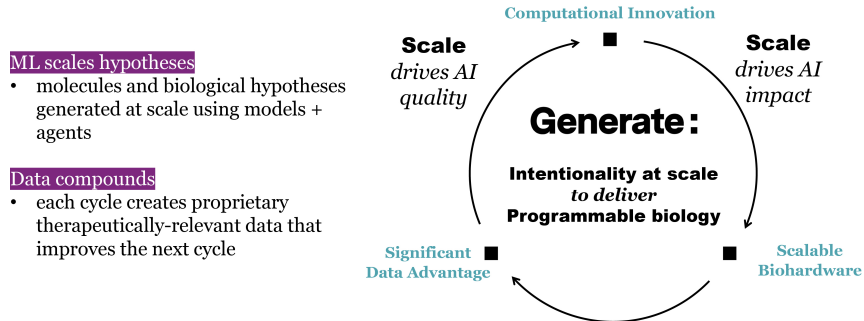 ML scales hypotheses
• molecules and biological hypotheses
generated at scale using models +
agents
Data compounds
• each cycle creates proprietary
therapeutically-relevant data that
improves the next cycle
Computational Innovation
Scale
drives AI
quality
Scale
drives AI
impact
Generate:
Intentionality at scale
to deliver
Programmable biology
Significant
Data Advantage
Scalable
Biohardware